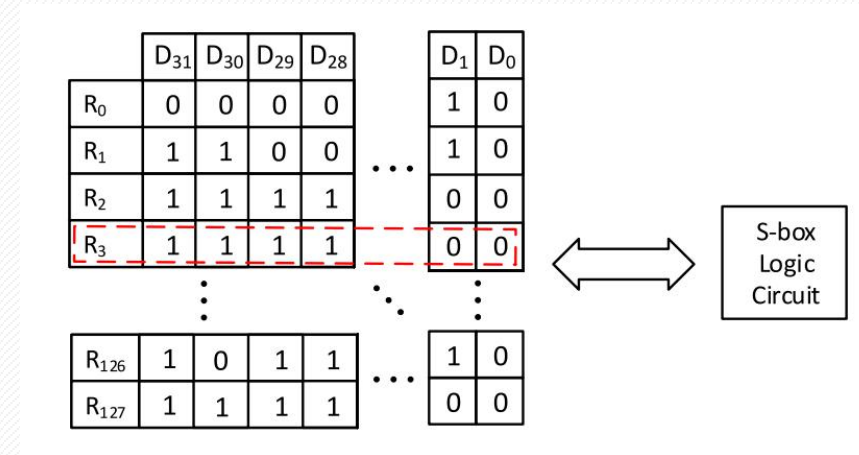 D31 D30 D29 D28 D1 D0
R0 0 0 0 0 1 0
R1 1 1 0 0 ... 1 0
R2 1 1 1 1 0 0
R3 1 1 1 1 0 0
S-box
Logic
Circuit
R126 1 0 1 1 ... 1 0
R127 1 1 1 1 0 0